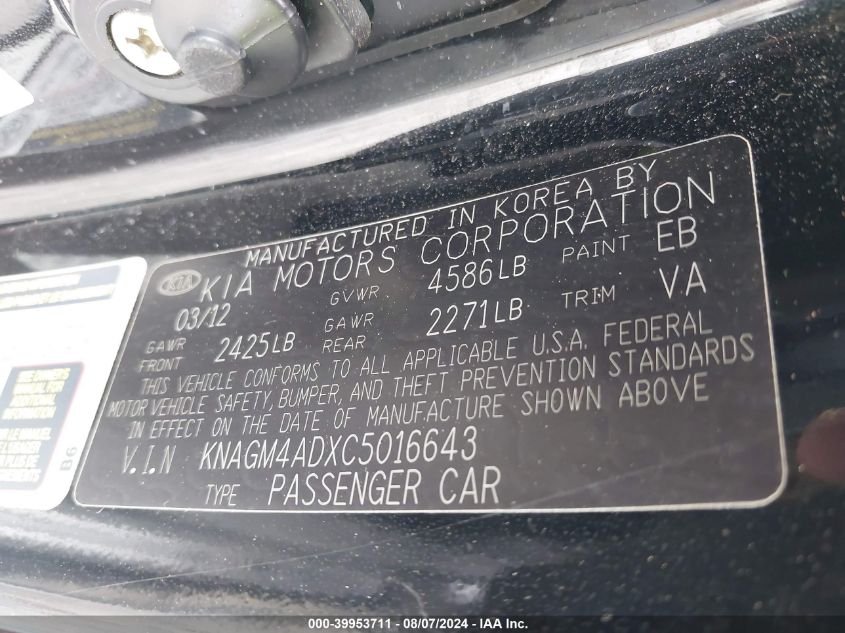 MANUFACTURED IN KOREA BY
KIA KIA MOTORS CORPORATION
03/12 GVWR 4586LB PAINT EB
GAWR FRONT 2425LB GAWR REAR 2271LB TRIM VA
THIS VEHICLE CONFORMS TO ALL APPLICABLE U.S.A. FEDERAL
MOTOR VEHICLE SAFETY, BUMPER, AND THEFT PREVENTION STANDARDS
IN EFFECT ON THE DATE OF MANUFACTURE SHOWN ABOVE
V.I.N KNAGM4ADXC5016643
TYPE PASSENGER CAR
B6
000-39953711 - 08/07/2024 - IAA Inc.